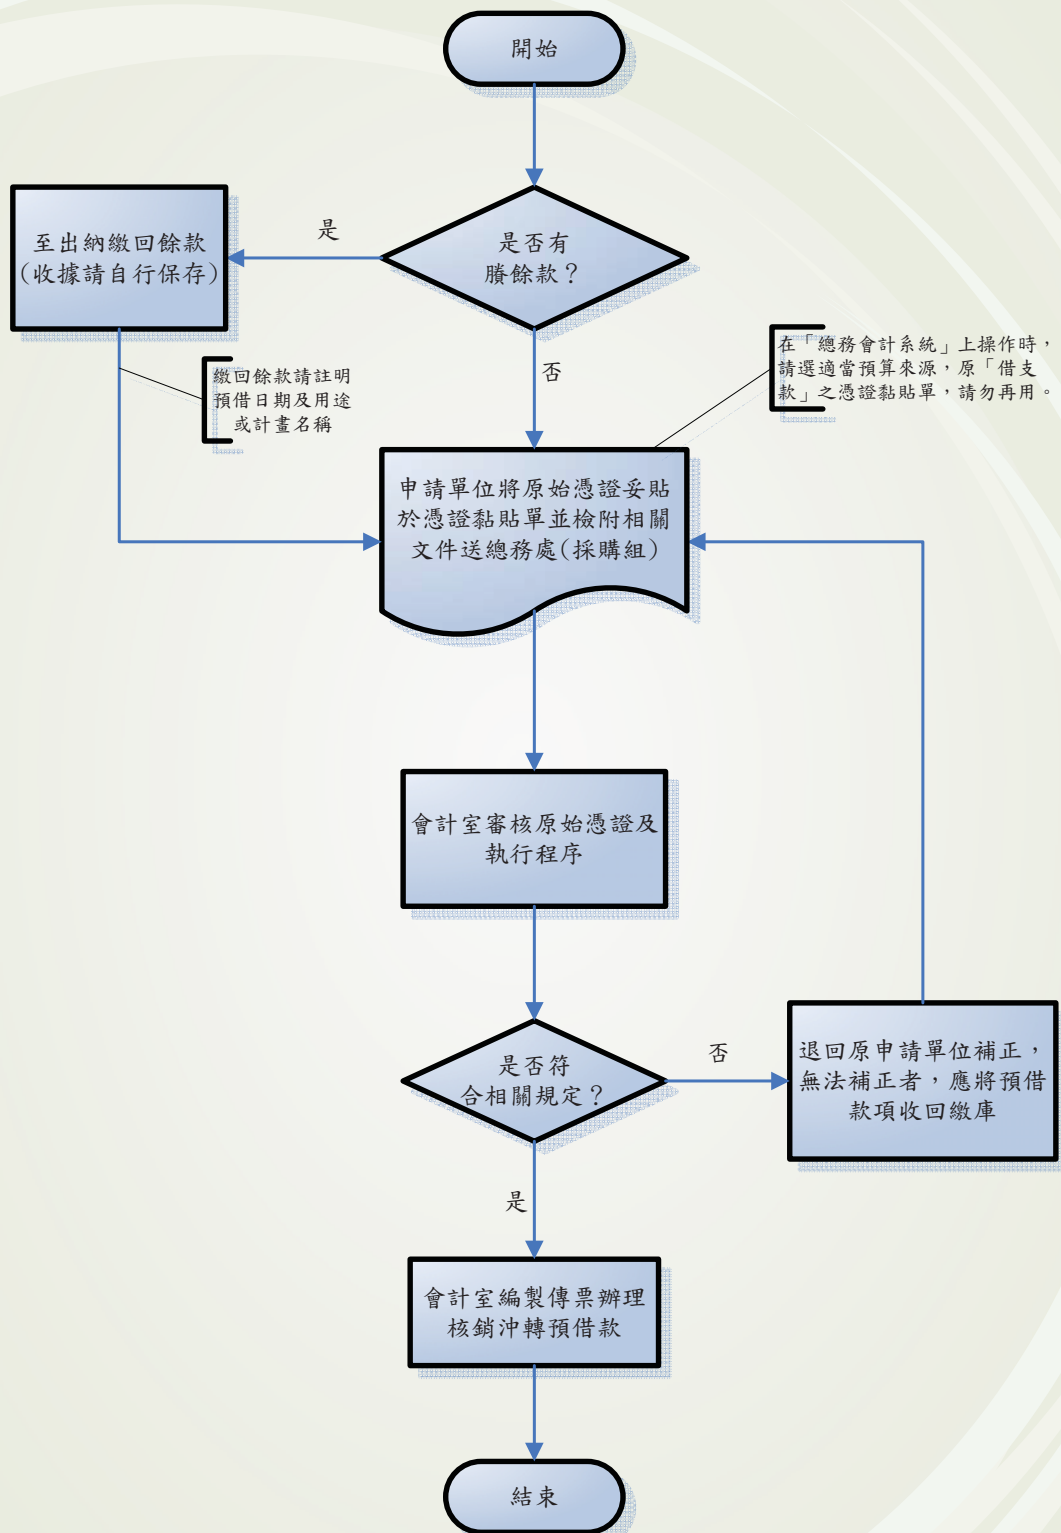 開始
是否有
賸餘款？
是
至出納繳回餘款
(收據請自行保存)
繳回餘款請註明
預借日期及用途
或計畫名稱
否
在「總務會計系統」上操作時，
請選適當預算來源，原「借支
款」之憑證黏貼單，請勿再用。
申請單位將原始憑證妥貼
於憑證黏貼單並檢附相關
文件送總務處(採購組)
會計室審核原始憑證及
執行程序
是否符
合相關規定？
否
退回原申請單位補正，
無法補正者，應將預借
款項收回繳庫
是
會計室編製傳票辦理
核銷沖轉預借款
結束